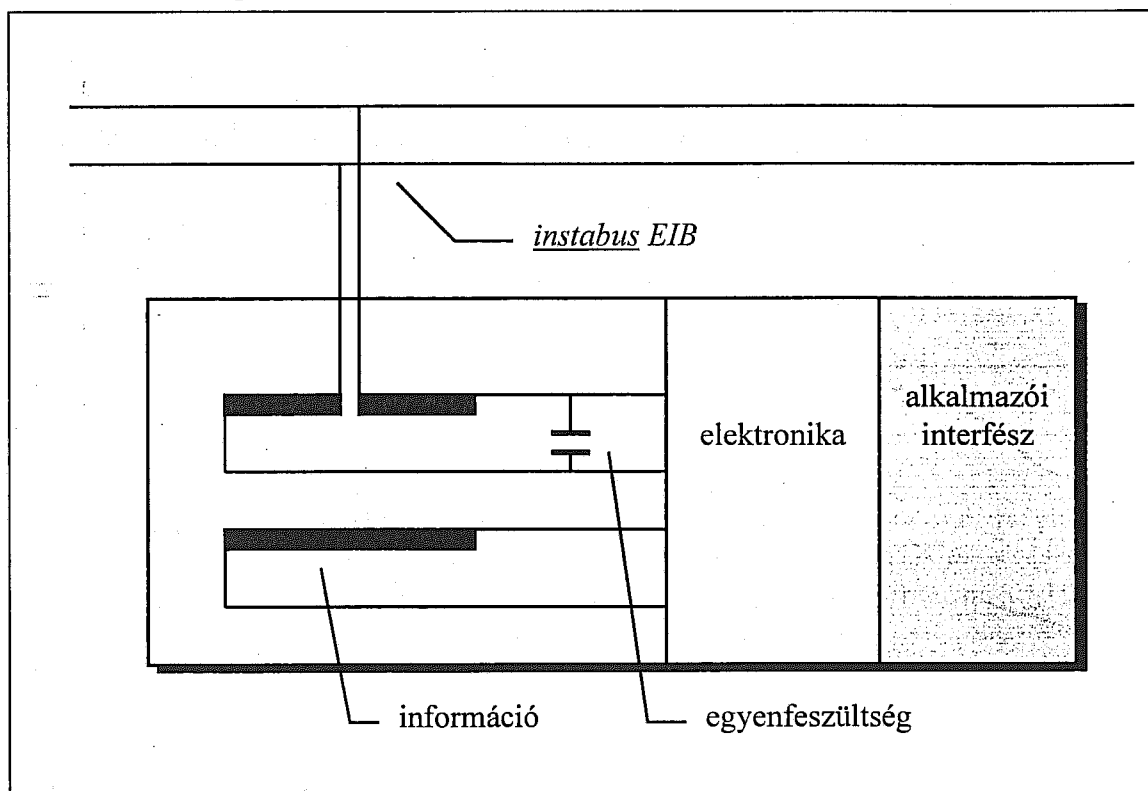 instabus EIB
elektronika
alkalmazói
interfész
információ
egyenfeszültség